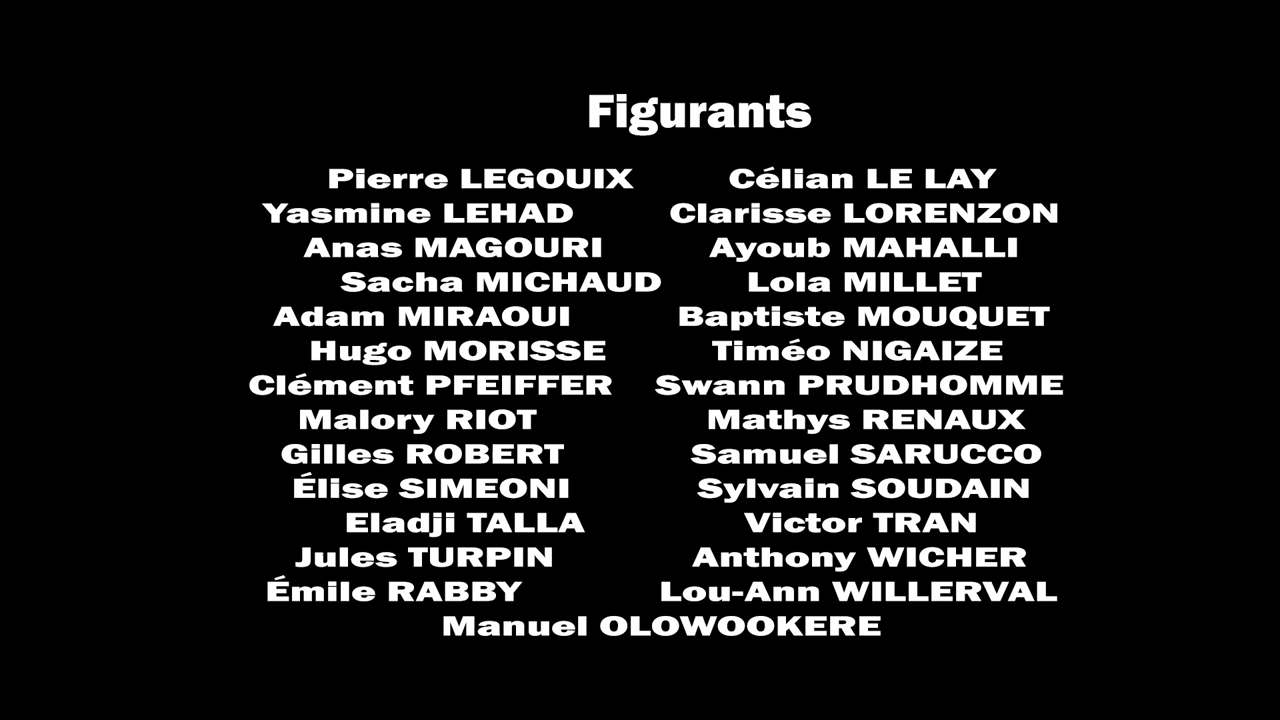 Figurants
Pierre LEGOUIX Célian LE LAY
Yasmine LEHAD Clarisse LORENZON
Anas MAGOURI Ayoub MAHALLI
Sacha MICHAUD Lola MILLET
Adam MIRAOUI Baptiste MOUQUET
Hugo MORISSE Timéo NIGAIZE
Clément PFEIFFER Swann PRUDHOMME
Malory RIOT Mathys RENAUX
Gilles ROBERT Samuel SARUCCO
Élise SIMEONI Sylvain SOUDAIN
Eladji TALLA Victor TRAN
Jules TURPIN Anthony WICHER
Émile RABBY Lou-Ann WILLERVAL
Manuel OLOWOOKERE